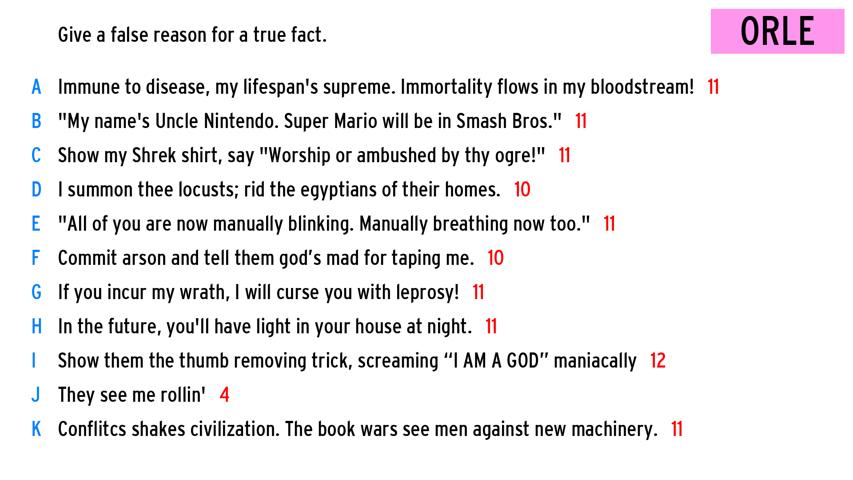 Give a false reason for a true fact.
ORLE
A Immune to disease, my lifespan's supreme. Immortality flows in my bloodstream! 11
B "My name's Uncle Nintendo. Super Mario will be in Smash Bros." 11
C Show my Shrek shirt, say "Worship or ambushed by thy ogre!" 11
D I summon thee locusts; rid the egyptians of their homes. 10
E "All of you are now manually blinking. Manually breathing now too." 11
F Commit arson and tell them god’s mad for taping me. 10
G If you incur my wrath, I will curse you with leprosy! 11
H In the future, you'll have light in your house at night. 11
I Show them the thumb removing trick, screaming “I AM A GOD” maniacally 12
J They see me rollin' 4
K Conflitcs shakes civilization. The book wars see men against new machinery. 11